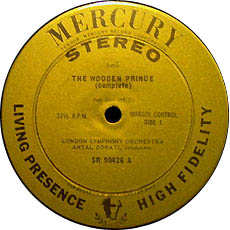 MERCURY
STEREO
THE WOODEN PRINCE
(complete)
33⅓ R.P.M. MARGIN CONTROL
SIDE 1
LONDON SYMPHONY ORCHESTRA
ANTAL DORATI, conductor
SR 90426 A
LIVING PRESENCE
HIGH FIDELITY